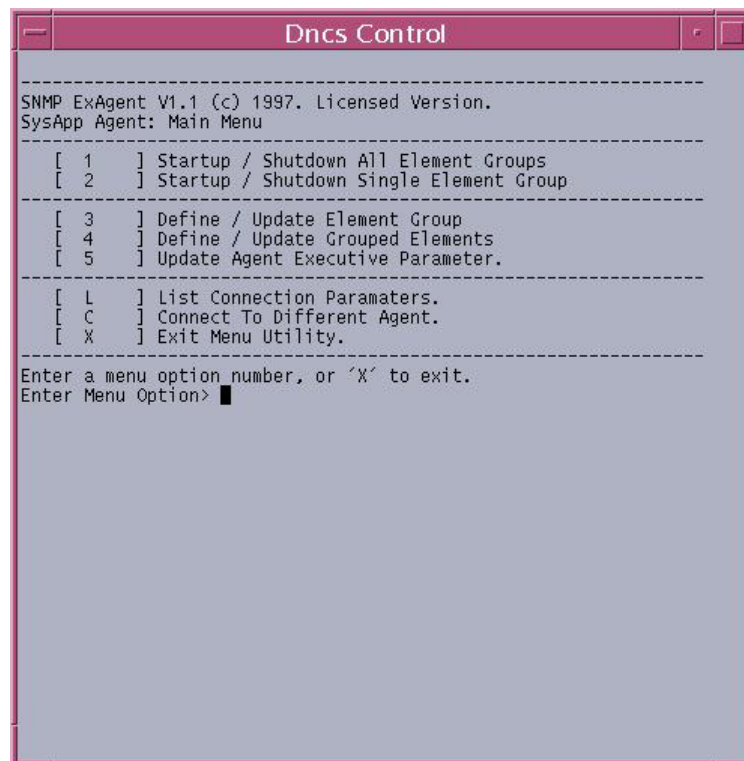 Dncs Control
-----------------------------------------------------------------------------
SNMP ExAgent V1.1 (c) 1997. Licensed Version.
SysApp Agent: Main Menu
-----------------------------------------------------------------------------
[ 1 ] Startup / Shutdown All Element Groups
[ 2 ] Startup / Shutdown Single Element Group
-----------------------------------------------------------------------------
[ 3 ] Define / Update Element Group
[ 4 ] Define / Update Grouped Elements
[ 5 ] Update Agent Executive Parameter.
-----------------------------------------------------------------------------
[ L ] List Connection Paramaters.
[ C ] Connect To Different Agent.
[ X ] Exit Menu Utility.
-----------------------------------------------------------------------------
Enter a menu option number, or ´X´ to exit.
Enter Menu Option>